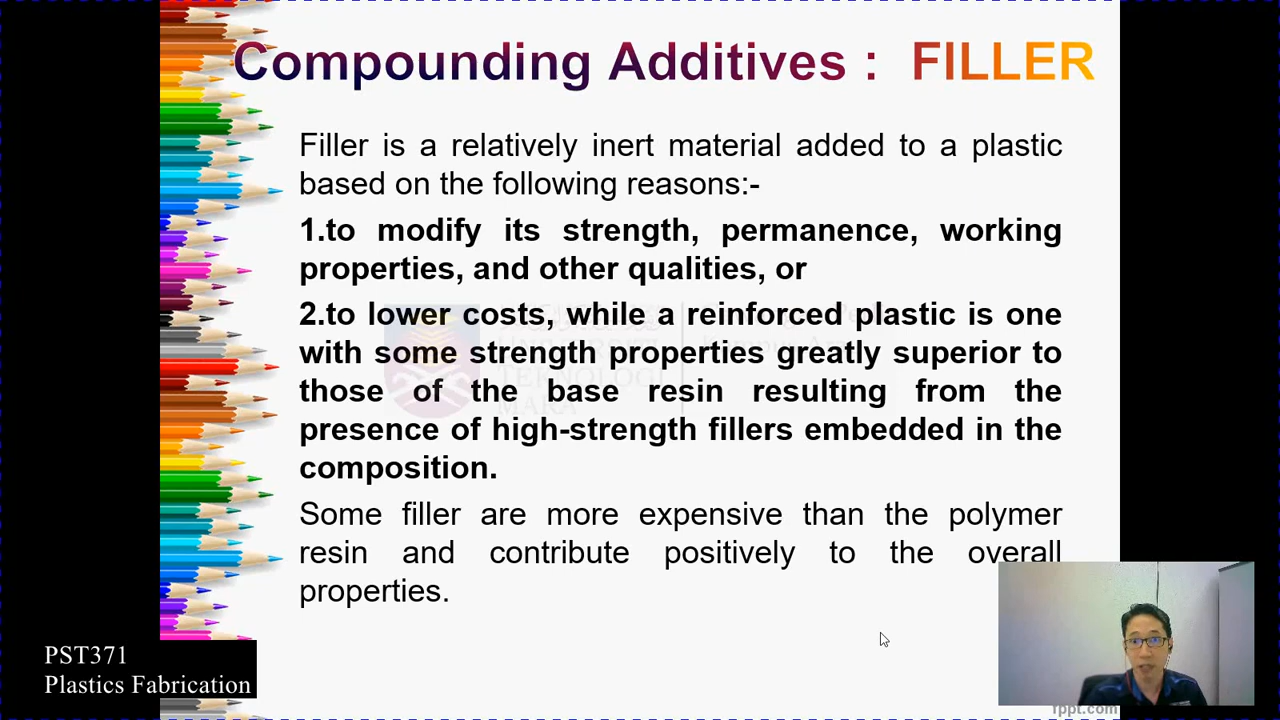 Compounding Additives : FILLER
Filler is a relatively inert material added to a plastic
based on the following reasons:-
1.to modify its strength, permanence, working
properties, and other qualities, or
2.to lower costs, while a reinforced plastic is one
with some strength properties greatly superior to
those of the base resin resulting from the
presence of high-strength fillers embedded in the
composition.
Some filler are more expensive than the polymer
resin and contribute positively to the overall
properties.
UNIVERSITI
TEKNOLOGI
MARA
PST371
Plastics Fabrication
fppt.com